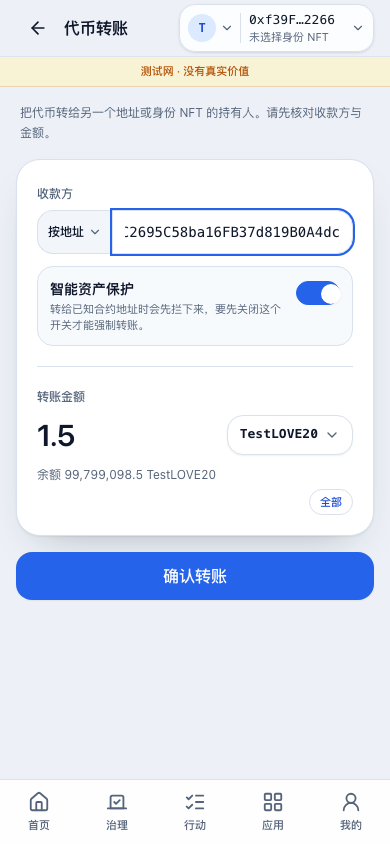 代币转账
T
0xf39F…2266
未选择身份 NFT
测试网 · 没有真实价值
把代币转给另一个地址或身份 NFT 的持有人。请先核对收款方与
金额。
收款方
按地址
2695C58ba16FB37d819B0A4dc
智能资产保护
转给已知合约地址时会先拦下来，要先关闭这个
开关才能强制转账。
转账金额
1.5
TestLOVE20
余额 99,799,098.5 TestLOVE20
全部
确认转账
首页
治理
行动
应用
我的